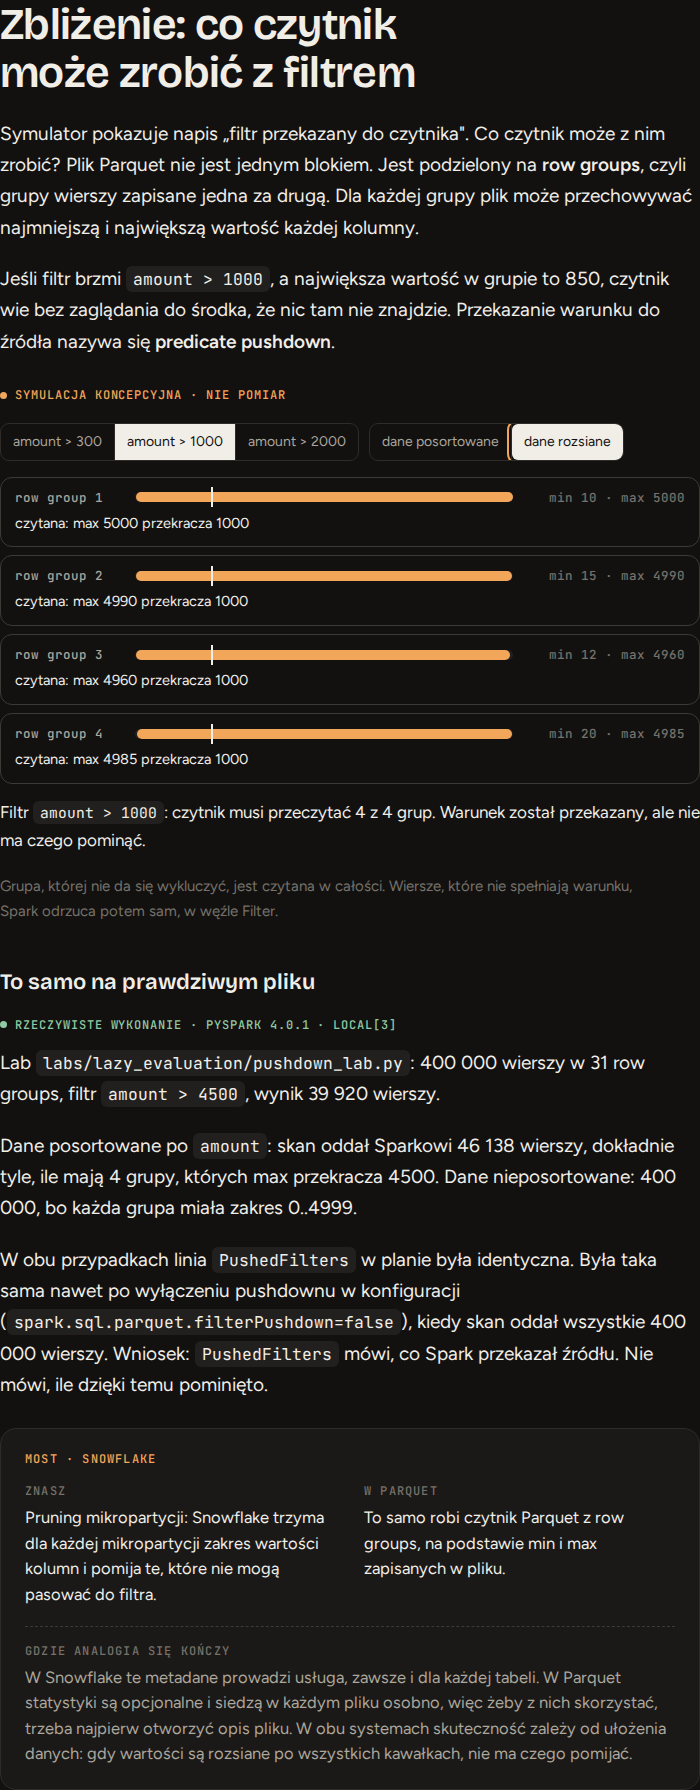 Zbliżenie: co czytnik
może zrobić z filtrem
Symulator pokazuje napis „filtr przekazany do czytnika". Co czytnik może z nim
zrobić? Plik Parquet nie jest jednym blokiem. Jest podzielony na row groups, czyli
grupy wierszy zapisane jedna za drugą. Dla każdej grupy plik może przechowywać
najmniejszą i największą wartość każdej kolumny.
Jeśli filtr brzmi amount > 1000, a największa wartość w grupie to 850, czytnik
wie bez zaglądania do środka, że nic tam nie znajdzie. Przekazanie warunku do
źródła nazywa się predicate pushdown.
SYMULACJA KONCEPCYJNA · NIE POMIAR
amount > 300 amount > 1000 amount > 2000 dane posortowane dane rozsiane
row group 1 min 10 · max 5000
czytana: max 5000 przekracza 1000
row group 2 min 15 · max 4990
czytana: max 4990 przekracza 1000
row group 3 min 12 · max 4960
czytana: max 4960 przekracza 1000
row group 4 min 20 · max 4985
czytana: max 4985 przekracza 1000
Filtr amount > 1000: czytnik musi przeczytać 4 z 4 grup. Warunek został przekazany, ale nie
ma czego pominąć.
Grupa, której nie da się wykluczyć, jest czytana w całości. Wiersze, które nie spełniają warunku,
Spark odrzuca potem sam, w węźle Filter.
To samo na prawdziwym pliku
RZECZYWISTE WYKONANIE · PYSPARK 4.0.1 · LOCAL[3]
Lab labs/lazy_evaluation/pushdown_lab.py: 400 000 wierszy w 31 row
groups, filtr amount > 4500, wynik 39 920 wierszy.
Dane posortowane po amount: skan oddał Sparkowi 46 138 wierszy, dokładnie
tyle, ile mają 4 grupy, których max przekracza 4500. Dane nieposortowane: 400
000, bo każda grupa miała zakres 0..4999.
W obu przypadkach linia PushedFilters w planie była identyczna. Była taka
sama nawet po wyłączeniu pushdownu w konfiguracji
(spark.sql.parquet.filterPushdown=false), kiedy skan oddał wszystkie 400
000 wierszy. Wniosek: PushedFilters mówi, co Spark przekazał źródłu. Nie
mówi, ile dzięki temu pominięto.
MOST · SNOWFLAKE
ZNASZ
Pruning mikropartycji: Snowflake trzyma
dla każdej mikropartycji zakres wartości
kolumn i pomija te, które nie mogą
pasować do filtra.
W PARQUET
To samo robi czytnik Parquet z row
groups, na podstawie min i max
zapisanych w pliku.
GDZIE ANALOGIA SIĘ KOŃCZY
W Snowflake te metadane prowadzi usługa, zawsze i dla każdej tabeli. W Parquet
statystyki są opcjonalne i siedzą w każdym pliku osobno, więc żeby z nich skorzystać,
trzeba najpierw otworzyć opis pliku. W obu systemach skuteczność zależy od ułożenia
danych: gdy wartości są rozsiane po wszystkich kawałkach, nie ma czego pomijać.